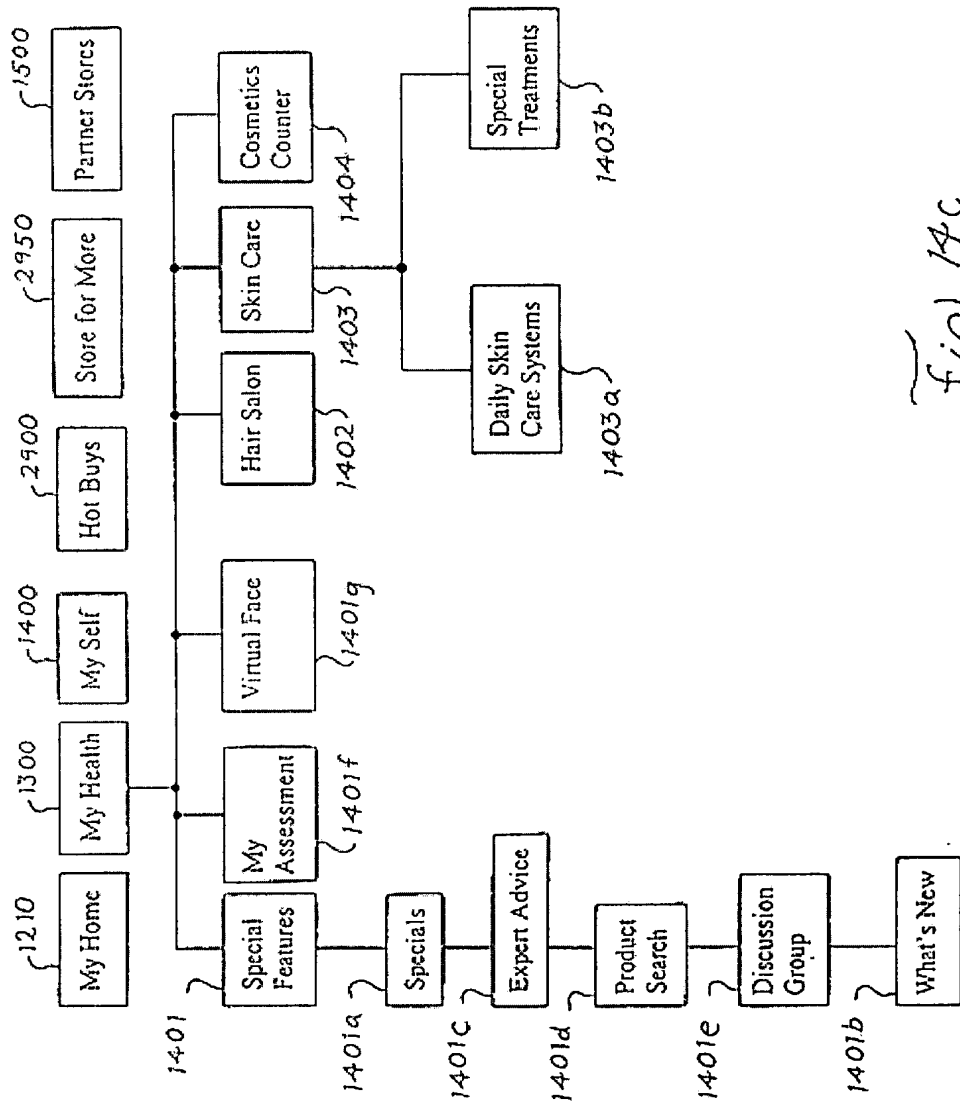 1210
1300
1400
2900
2950
1500
My Home
My Health
My Self
Hot Buys
Store for More
Partner Stores
1401
Special
Features
My
Assessment
1401f
Virtual Face
1401g
Hair Salon
1402
Skin Care
1403
Cosmetics
Counter
1404
1401a
Specials
1401c
Expert Advice
1401d
Product
Search
1401e
Discussion
Group
1401b
What's New
Daily Skin
Care Systems
1403a
Special
Treatments
1403b
fig. 14c